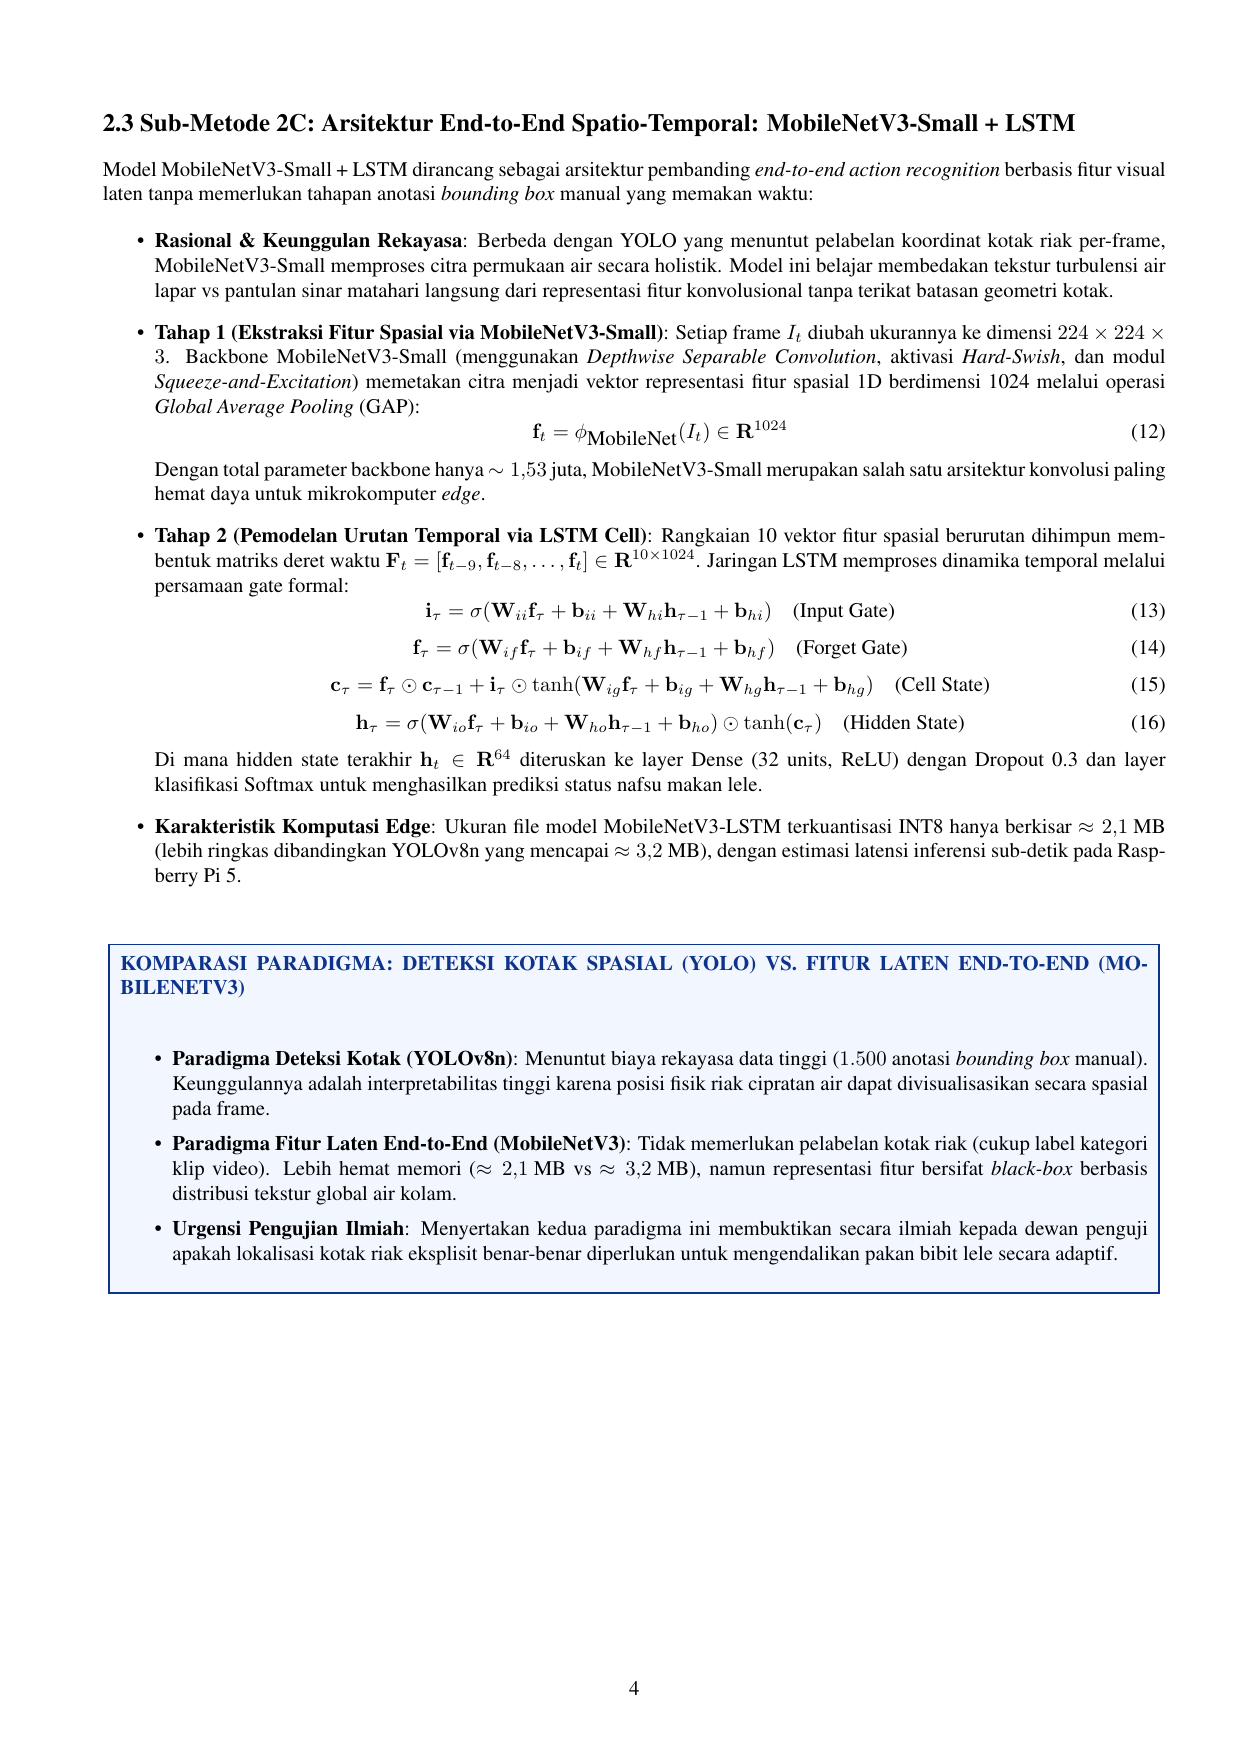 2.3 Sub-Metode 2C: Arsitektur End-to-End Spatio-Temporal: MobileNetV3-Small + LSTM
Model MobileNetV3-Small + LSTM dirancang sebagai arsitektur pembanding end-to-end action recognition berbasis fitur visual
laten tanpa memerlukan tahapan anotasi bounding box manual yang memakan waktu:
• Rasional & Keunggulan Rekayasa: Berbeda dengan YOLO yang menuntut pelabelan koordinat kotak riak per-frame,
MobileNetV3-Small memproses citra permukaan air secara holistik. Model ini belajar membedakan tekstur turbulensi air
lapar vs pantulan sinar matahari langsung dari representasi fitur konvolusional tanpa terikat batasan geometri kotak.
• Tahap 1 (Ekstraksi Fitur Spasial via MobileNetV3-Small): Setiap frame I_t diubah ukurannya ke dimensi 224 × 224 ×
3. Backbone MobileNetV3-Small (menggunakan Depthwise Separable Convolution, aktivasi Hard-Swish, dan modul
Squeeze-and-Excitation) memetakan citra menjadi vektor representasi fitur spasial 1D berdimensi 1024 melalui operasi
Global Average Pooling (GAP):
f_t = ϕ_MobileNet(I_t) ∈ R^1024 (12)
Dengan total parameter backbone hanya ∼ 1,53 juta, MobileNetV3-Small merupakan salah satu arsitektur konvolusi paling
hemat daya untuk mikrokomputer edge.
• Tahap 2 (Pemodelan Urutan Temporal via LSTM Cell): Rangkaian 10 vektor fitur spasial berurutan dihimpun mem-
bentuk matriks deret waktu F_t = [f_{t−9}, f_{t−8}, . . . , f_t] ∈ R^{10×1024}. Jaringan LSTM memproses dinamika temporal melalui
persamaan gate formal:
i_τ = σ(W_{ii}f_τ + b_{ii} + W_{hi}h_{τ−1} + b_{hi}) (Input Gate) (13)
f_τ = σ(W_{if}f_τ + b_{if} + W_{hf}h_{τ−1} + b_{hf}) (Forget Gate) (14)
c_τ = f_τ ⊙ c_{τ−1} + i_τ ⊙ tanh(W_{ig}f_τ + b_{ig} + W_{hg}h_{τ−1} + b_{hg}) (Cell State) (15)
h_τ = σ(W_{io}f_τ + b_{io} + W_{ho}h_{τ−1} + b_{ho}) ⊙ tanh(c_τ) (Hidden State) (16)
Di mana hidden state terakhir h_t ∈ R^64 diteruskan ke layer Dense (32 units, ReLU) dengan Dropout 0.3 dan layer
klasifikasi Softmax untuk menghasilkan prediksi status nafsu makan lele.
• Karakteristik Komputasi Edge: Ukuran file model MobileNetV3-LSTM terkuantisasi INT8 hanya berkisar ≈ 2,1 MB
(lebih ringkas dibandingkan YOLOv8n yang mencapai ≈ 3,2 MB), dengan estimasi latensi inferensi sub-detik pada Rasp-
berry Pi 5.
KOMPARASI PARADIGMA: DETEKSI KOTAK SPASIAL (YOLO) VS. FITUR LATEN END-TO-END (MO-
BILENETV3)
• Paradigma Deteksi Kotak (YOLOv8n): Menuntut biaya rekayasa data tinggi (1.500 anotasi bounding box manual).
Keunggulannya adalah interpretabilitas tinggi karena posisi fisik riak cipratan air dapat divisualisasikan secara spasial
pada frame.
• Paradigma Fitur Laten End-to-End (MobileNetV3): Tidak memerlukan pelabelan kotak riak (cukup label kategori
klip video). Lebih hemat memori (≈ 2,1 MB vs ≈ 3,2 MB), namun representasi fitur bersifat black-box berbasis
distribusi tekstur global air kolam.
• Urgensi Pengujian Ilmiah: Menyertakan kedua paradigma ini membuktikan secara ilmiah kepada dewan penguji
apakah lokalisasi kotak riak eksplisit benar-benar diperlukan untuk mengendalikan pakan bibit lele secara adaptif.
4